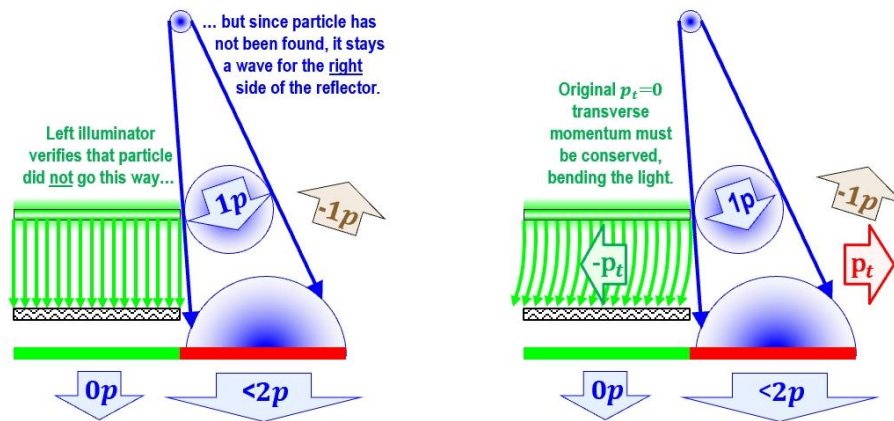 ... but since particle has
not been found, it stays
a wave for the right
side of the reflector.
Left illuminator
verifies that particle
did not go this way...
1p
-1p
0p
<2p
Original pₜ=0
transverse
momentum must
be conserved,
bending the light.
1p
-1p
-pₜ
pₜ
0p
<2p